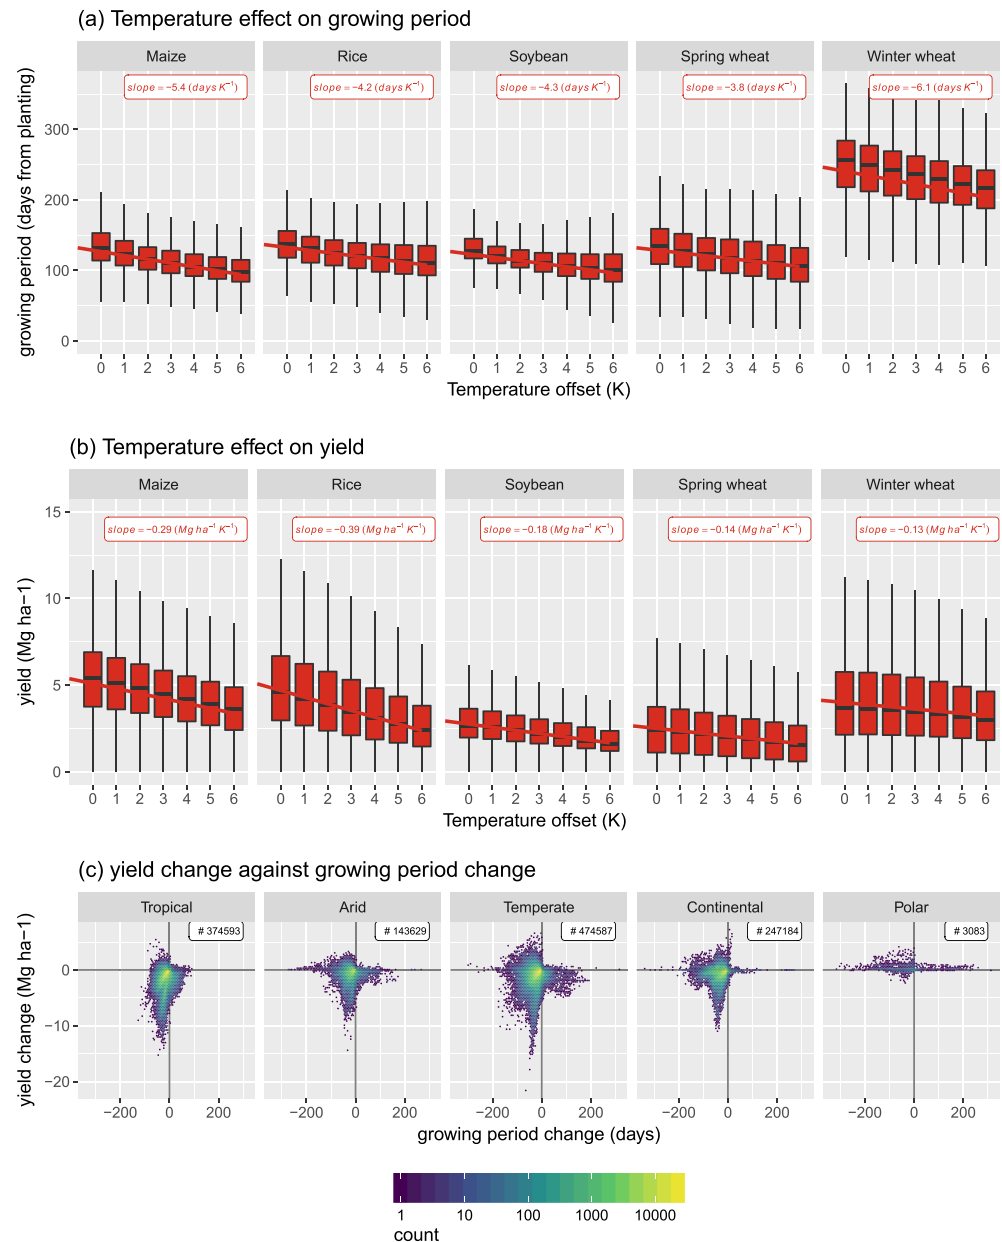 (a) Temperature effect on growing period
Maize Rice Soybean Spring wheat Winter wheat
slope = −5.4 (days K⁻¹) slope = −4.2 (days K⁻¹) slope = −4.3 (days K⁻¹) slope = −3.8 (days K⁻¹) slope = −6.1 (days K⁻¹)
growing period (days from planting)
300
200
100
0
0 1 2 3 4 5 6 0 1 2 3 4 5 6 0 1 2 3 4 5 6 0 1 2 3 4 5 6 0 1 2 3 4 5 6
Temperature offset (K)
(b) Temperature effect on yield
Maize Rice Soybean Spring wheat Winter wheat
slope = −0.29 (Mg ha⁻¹ K⁻¹) slope = −0.39 (Mg ha⁻¹ K⁻¹) slope = −0.18 (Mg ha⁻¹ K⁻¹) slope = −0.14 (Mg ha⁻¹ K⁻¹) slope = −0.13 (Mg ha⁻¹ K⁻¹)
yield (Mg ha−1)
15
10
5
0
0 1 2 3 4 5 6 0 1 2 3 4 5 6 0 1 2 3 4 5 6 0 1 2 3 4 5 6 0 1 2 3 4 5 6
Temperature offset (K)
(c) yield change against growing period change
Tropical Arid Temperate Continental Polar
# 374593 # 143629 # 474587 # 247184 # 3083
yield change (Mg ha−1)
0
−10
−20
−200 0 200 −200 0 200 −200 0 200 −200 0 200 −200 0 200
growing period change (days)
1 10 100 1000 10000
count